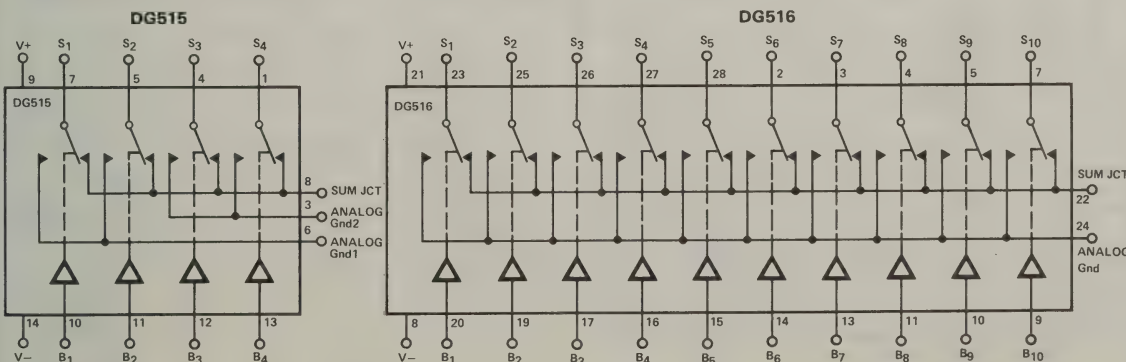 DG515
DG516
V+ S1 S2 S3 S4
9 7 5 4 1
DG515
8 SUM JCT
3 ANALOG
Gnd2
6 ANALOG
Gnd1
14 10 11 12 13
V− B1 B2 B3 B4
V+ S1 S2 S3 S4 S5 S6 S7 S8 S9 S10
21 23 25 26 27 28 2 3 4 5 7
DG516
SUM JCT
22
24
ANALOG
Gnd
8 20 19 17 16 15 14 13 11 10 9
V− B1 B2 B3 B4 B5 B6 B7 B8 B9 B10